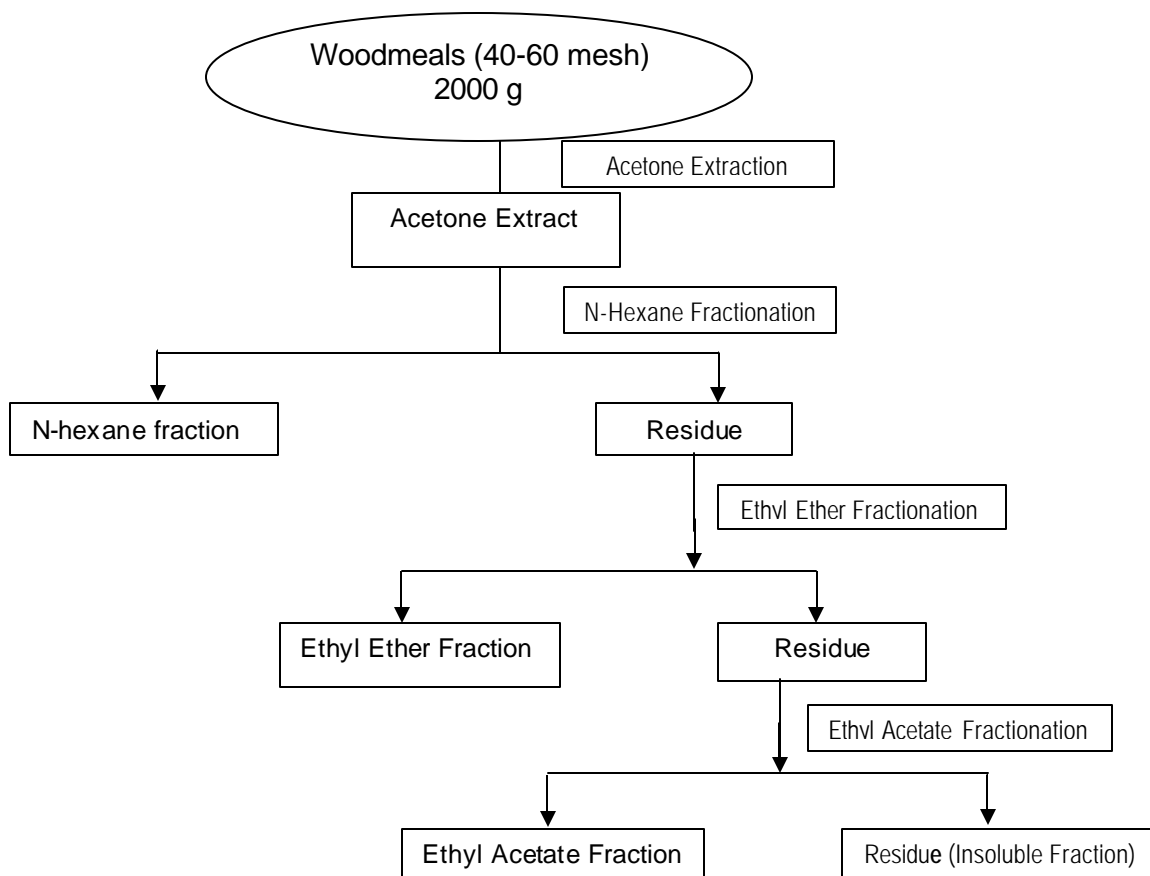 Woodmeals (40-60 mesh)
2000 g
Acetone Extraction
Acetone Extract
N-Hexane Fractionation
N-hexane fraction
Residue
Ethvl Ether Fractionation
Ethyl Ether Fraction
Residue
Ethvl Acetate Fractionation
Ethyl Acetate Fraction
Residue (Insoluble Fraction)